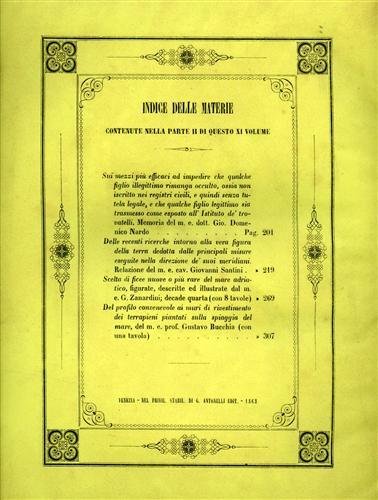 INDICE DELLE MATERIE
CONTENUTE NELLA PARTE II DI QUESTO XI VOLUME
Sui mezzi più efficaci ad impedire che qualche
figlio illegittimo rimanga occulto, ossia non
iscritto nei registri civili, e quindi senza tu-
tela legale, e che qualche figlio legittimo sia
trasmesso come esposto all' Istituto de' tro-
vatelli. Memoria del m. e. dott. Gio. Dome-
nico Nardo . . . . . . . . . Pag. 201
Delle recenti ricerche intorno alla vera figura
della terra dedotta dalle principali misure
eseguite nella direzione de' suoi meridiani.
Relazione del m. e. cav. Giovanni Santini . » 219
Scelta di ficee nuove o più rare del mare adria-
tico, figurate, descritte ed illustrate dal m.
e. G. Zanardini; decade quarta (con 8 tavole) » 269
Del profilo convenevole ai muri di rivestimento
dei terrapieni piantati sulla spiaggia del
mare, del m. e. prof. Gustavo Bucchia (con
una tavola) . . . . . . . . . » 307
VENEZIA - NEL PRIVIL. STABIL. DI G. ANTONELLI EDIT. - 1863